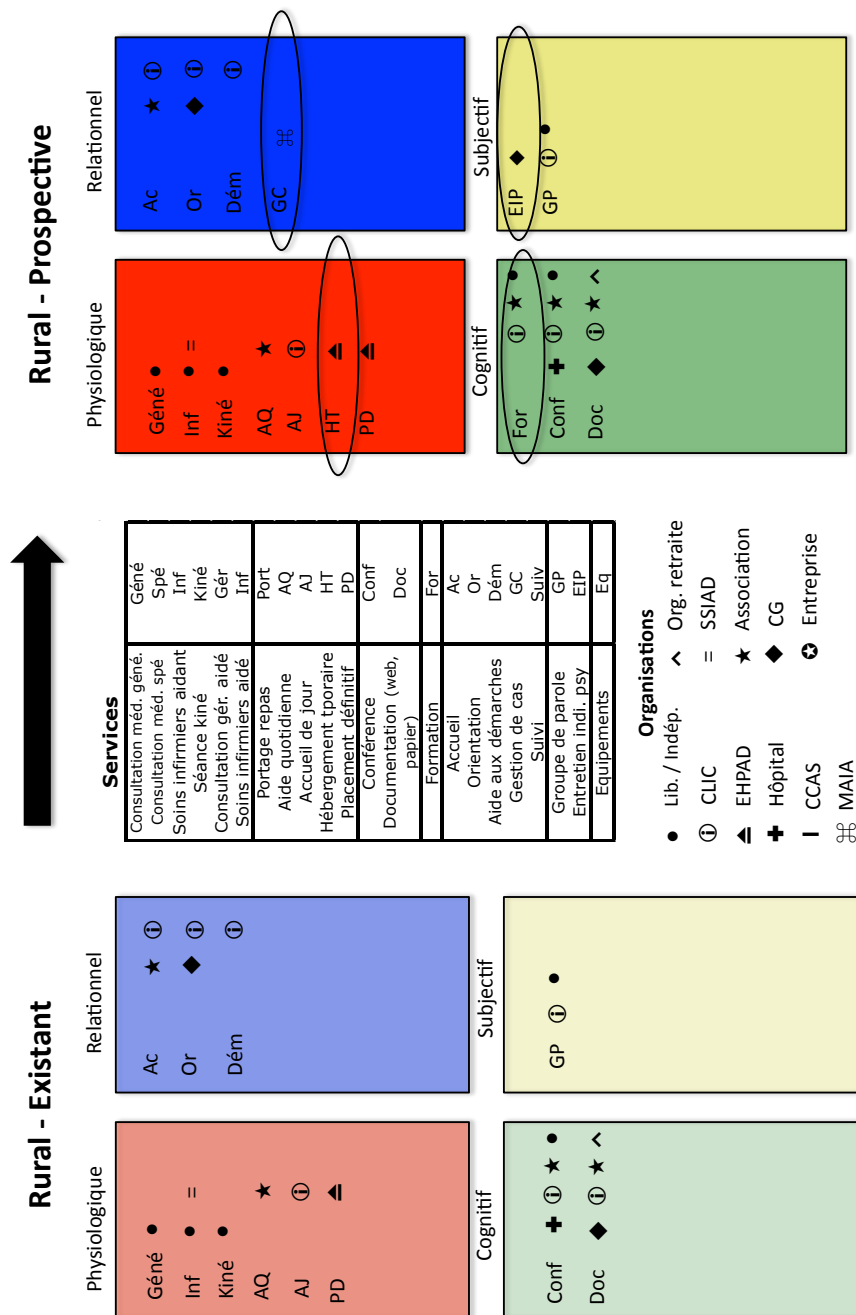 Rural - Existant
Physiologique
Géné
Inf =
Kiné
AQ
AJ
PD
Relationnel
Ac
Or
Dém
Cognitif
Conf
Doc
Subjectif
GP
Services
Consultation méd. géné. Géné
Consultation méd. spé Spé
Soins infirmiers aidant Inf
Séance kiné Kiné
Consultation gér. aidé Gér
Soins infirmiers aidé Inf
Portage repas Port
Aide quotidienne AQ
Accueil de jour AJ
Hébergement tporaire HT
Placement définitif PD
Conférence Conf
Documentation (web, Doc
papier)
Formation For
Accueil Ac
Orientation Or
Aide aux démarches Dém
Gestion de cas GC
Suivi Suiv
Groupe de parole GP
Entretien indi. psy EIP
Equipements Eq
Organisations
Lib. / Indép. Org. retraite
CLIC = SSIAD
EHPAD Association
Hôpital CG
CCAS Entreprise
MAIA
Rural - Prospective
Physiologique
Géné
Inf =
Kiné
AQ
AJ
HT
PD
Relationnel
Ac
Or
Dém
GC
Cognitif
For
Conf
Doc
Subjectif
EIP
GP